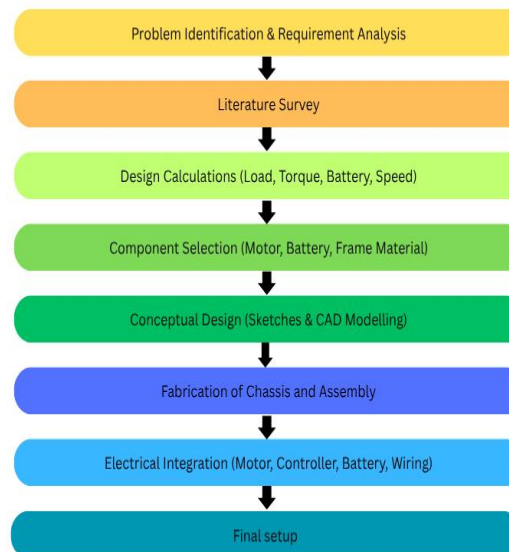 Problem Identification & Requirement Analysis
Literature Survey
Design Calculations (Load, Torque, Battery, Speed)
Component Selection (Motor, Battery, Frame Material)
Conceptual Design (Sketches & CAD Modelling)
Fabrication of Chassis and Assembly
Electrical Integration (Motor, Controller, Battery, Wiring)
Final setup